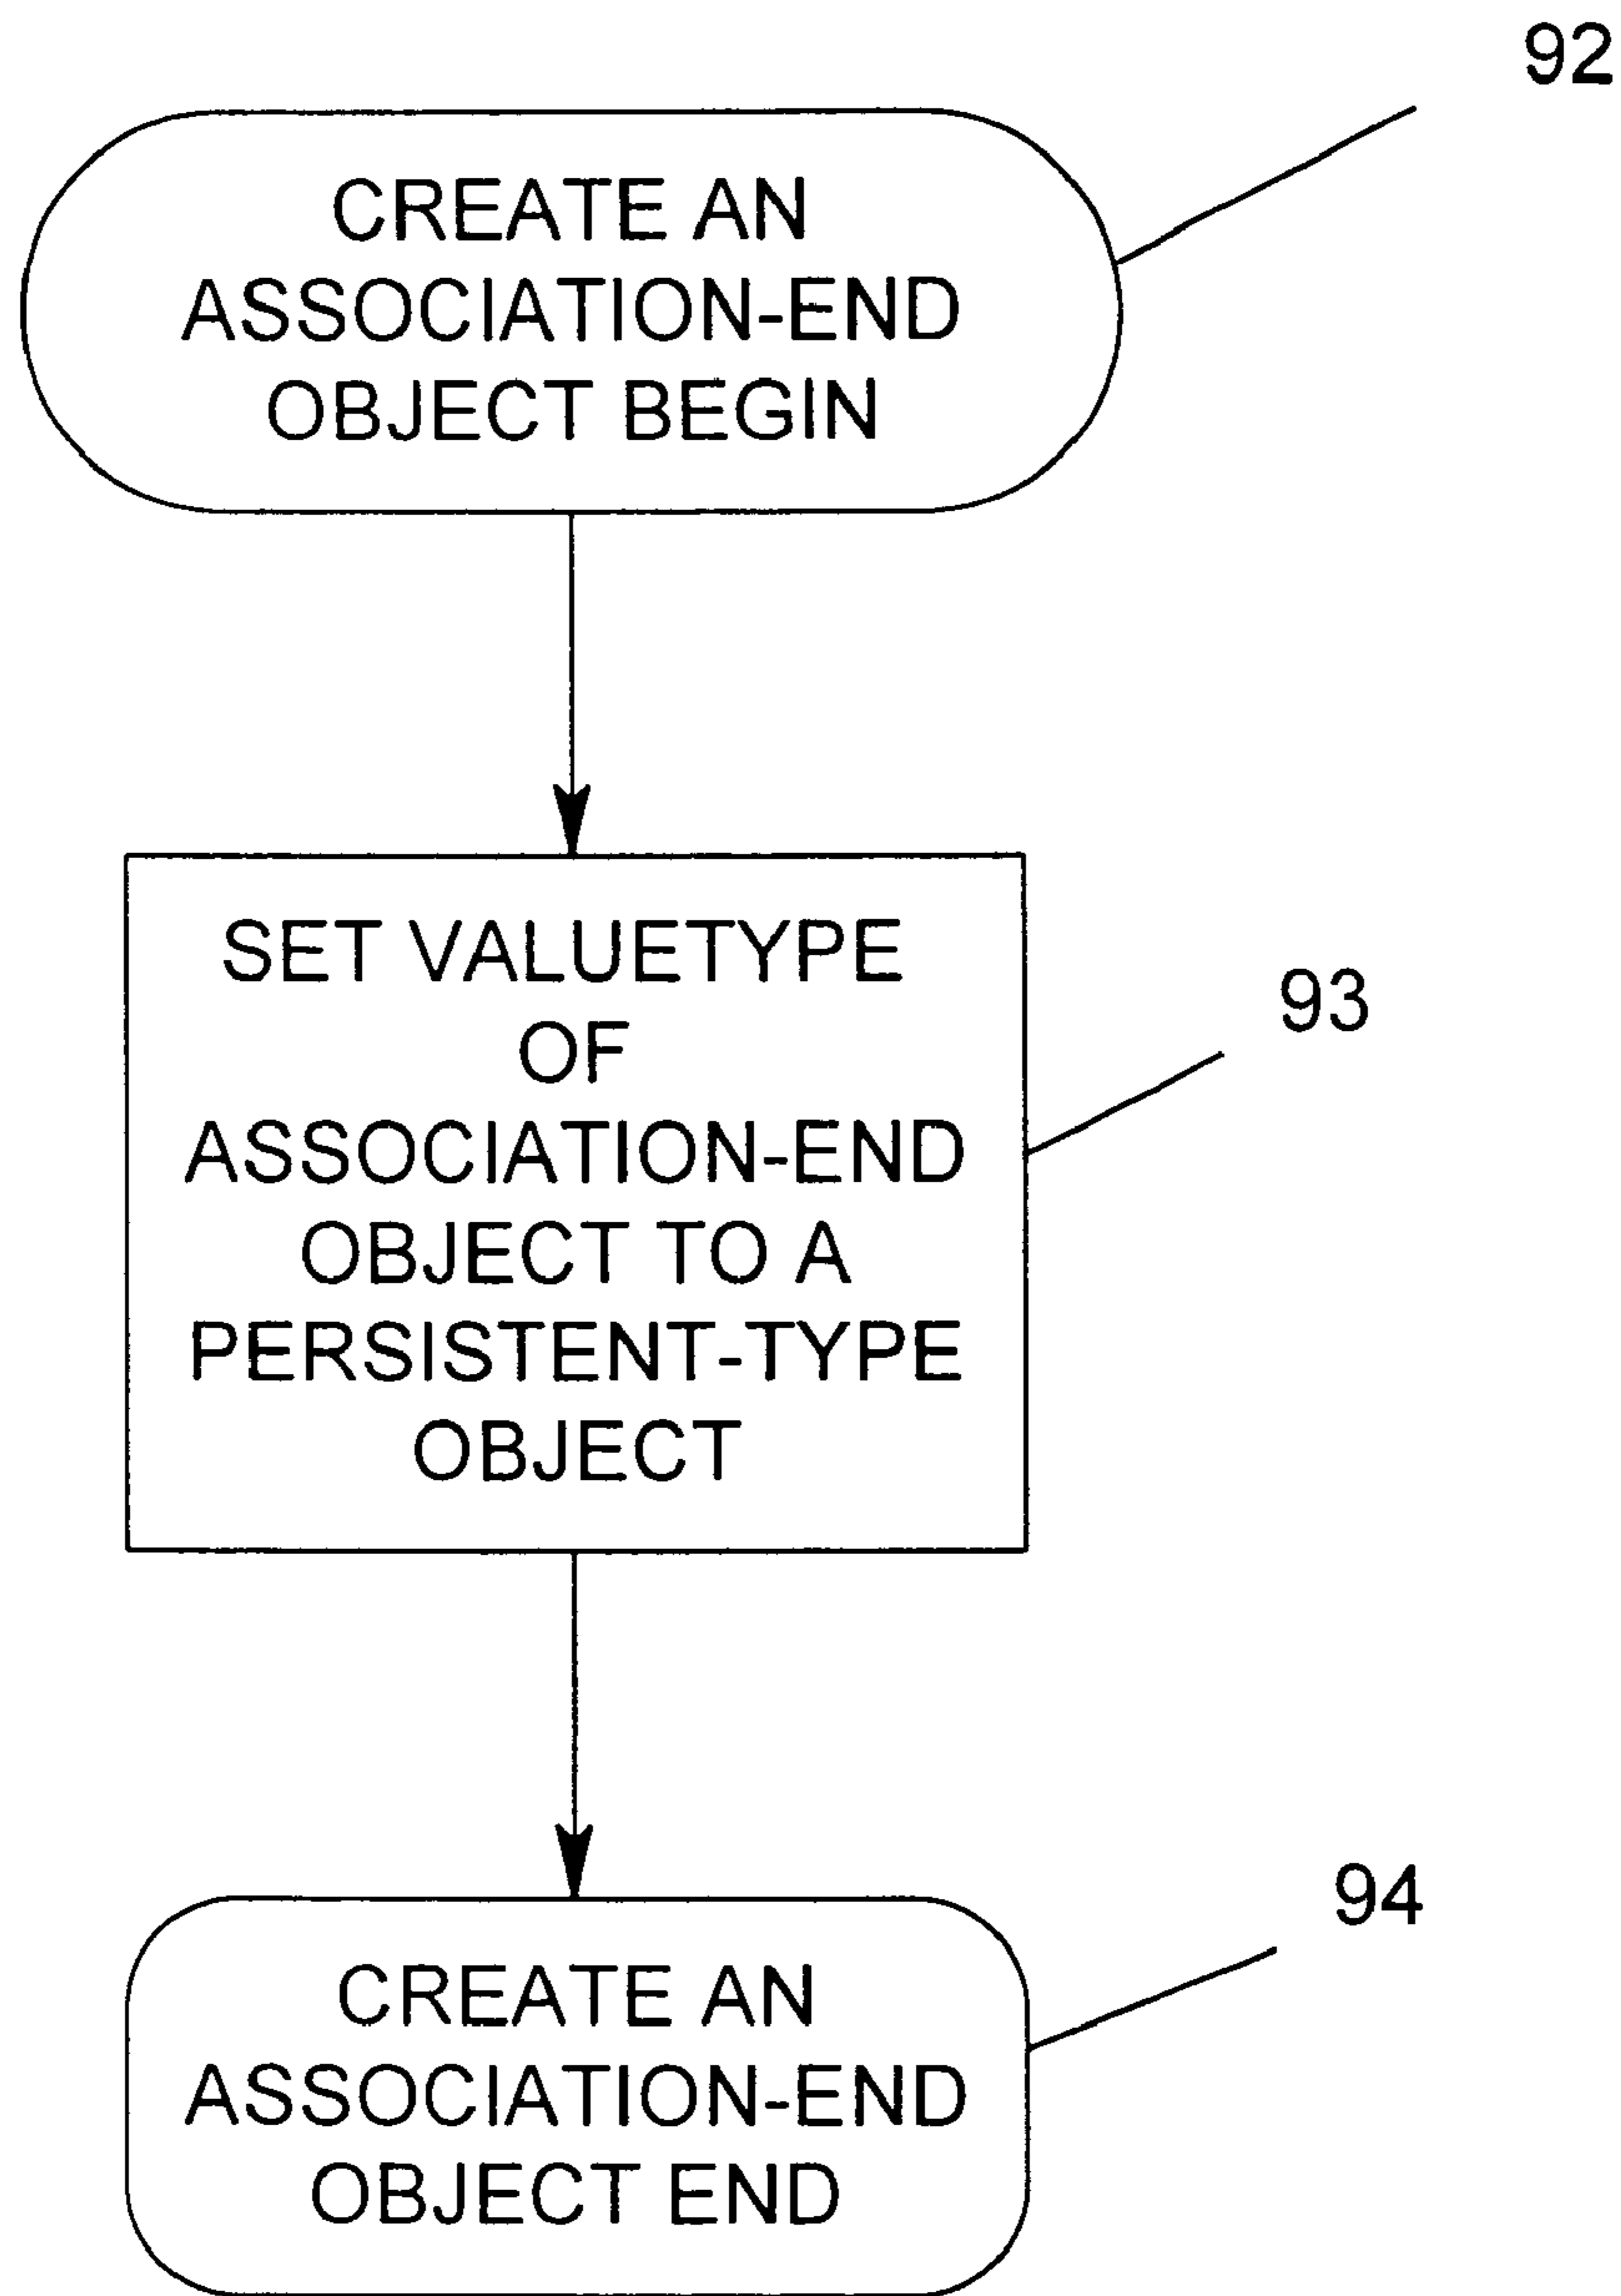 92
CREATE AN
ASSOCIATION-END
OBJECT BEGIN
SET VALUETYPE
OF
ASSOCIATION-END
OBJECT TO A
PERSISTENT-TYPE
OBJECT
93
CREATE AN
ASSOCIATION-END
OBJECT END
94